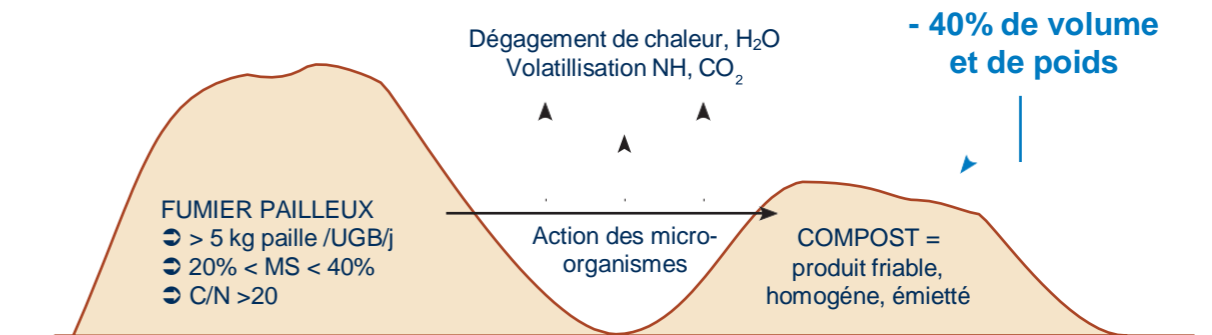 Dégagement de chaleur, H₂O
Volatillisation NH, CO₂
- 40% de volume
et de poids
FUMIER PAILLEUX
➲ > 5 kg paille /UGB/j
➲ 20% < MS < 40%
➲ C/N >20
Action des micro-
organismes
COMPOST =
produit friable,
homogéne, émietté